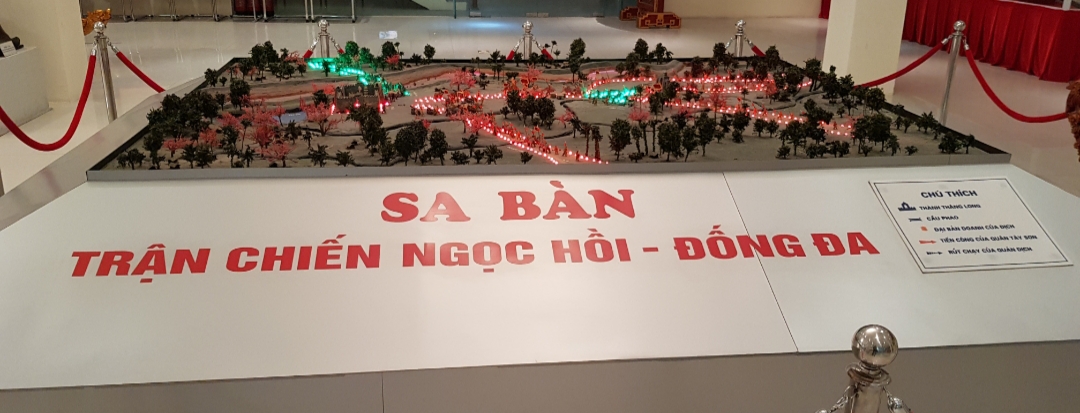 SA BÀN
TRẬN CHIẾN NGỌC HỒI - ĐỐNG ĐA
CHÚ THÍCH
THÀNH THĂNG LONG
CẦU PHAO
ĐẠI BẢN DOANH CỦA ĐỊCH
TIẾN CÔNG CỦA QUÂN TÂY SƠN
RÚT CHẠY CỦA QUÂN ĐỊCH